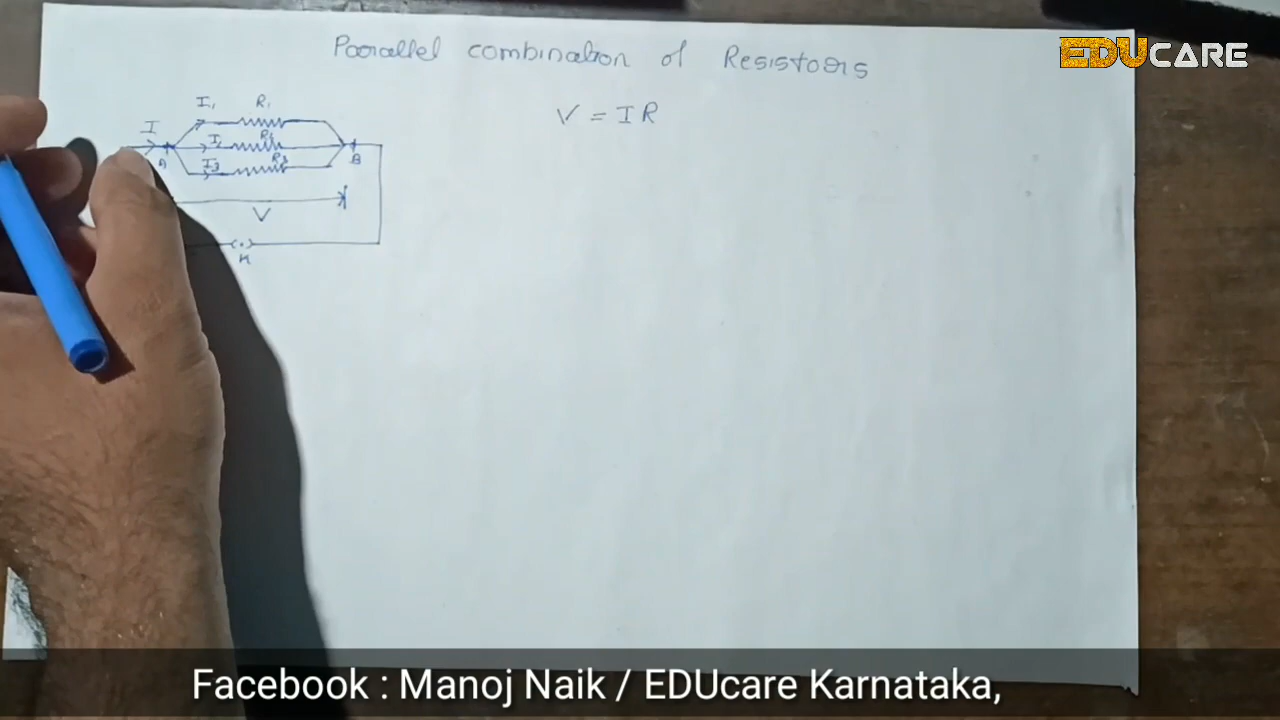 Parallel combination of Resistors
EDUCARE
V = IR
I₁ R₁
I I₂ R₂
A I₃ R₃ B
V
K
Facebook : Manoj Naik / EDUcare Karnataka,